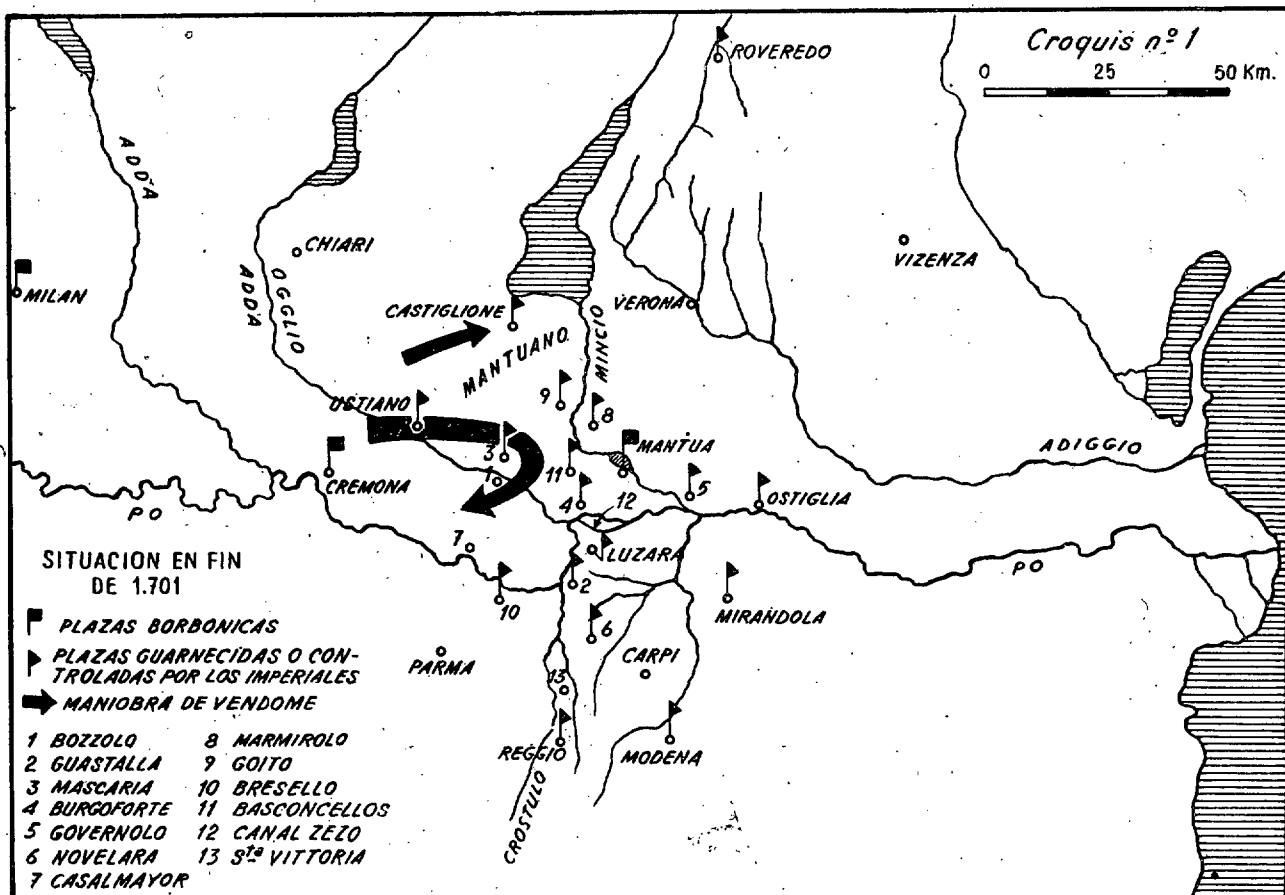 Croquis nº 1
0 25 50 Km.
ROVEREDO
ADDA
CHIARI
OGGLIO
ADDA
MILAN
CASTIGLIONE
MANTUANO
MINCIO
VERONA
VIZENZA
USTIANO
9
8
3
1
11
MANTUA
CREMONA
4
12
5
OSTIGLIA
ADIGGIO
PO
7
LUZARA
PO
10
2
MIRANDOLA
6
PARMA
CARPI
13
REGGIO
MODENA
CROSTULO
SITUACION EN FIN
DE 1.701
PLAZAS BORBONICAS
PLAZAS GUARNECIDAS O CON-
TROLADAS POR LOS IMPERIALES
MANIOBRA DE VENDOME
1 BOZZOLO
2 GUASTALLA
3 MASCARIA
4 BURGOFORTE
5 GOVERNOLO
6 NOVELARA
7 CASALMAYOR
8 MARMIROLO
9 GOITO
10 BRESELLO
11 BASCONCELLOS
12 CANAL ZEZO
13 Sta VITTORIA